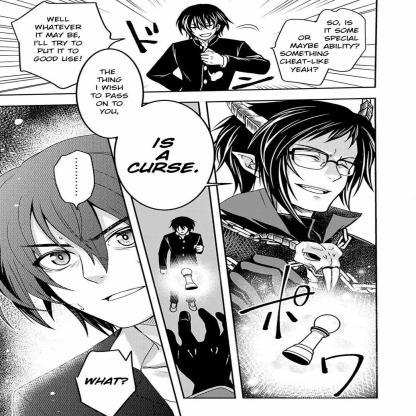 SO, IS
IT SOME
OR SPECIAL
MAYBE ABILITY?
SOMETHING
CHEAT-LIKE
YEAH?
ドン
WELL
WHATEVER
IT MAY BE,
I'LL TRY TO
PUT IT TO
GOOD USE!
THE
THING
I WISH
TO PASS
ON TO
YOU,
IS
A
CURSE.
ポワ
.........
WHAT?